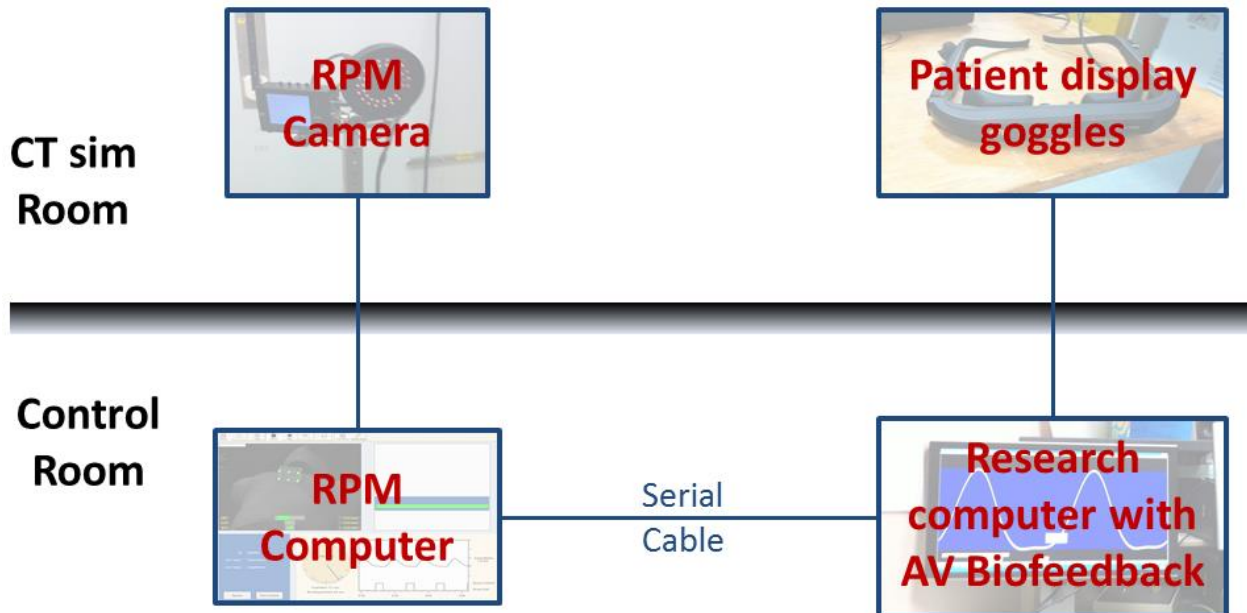 RPM
Camera
Patient display
goggles
CT sim
Room
Control
Room
RPM
Computer
Serial
Cable
Research
computer with
AV Biofeedback